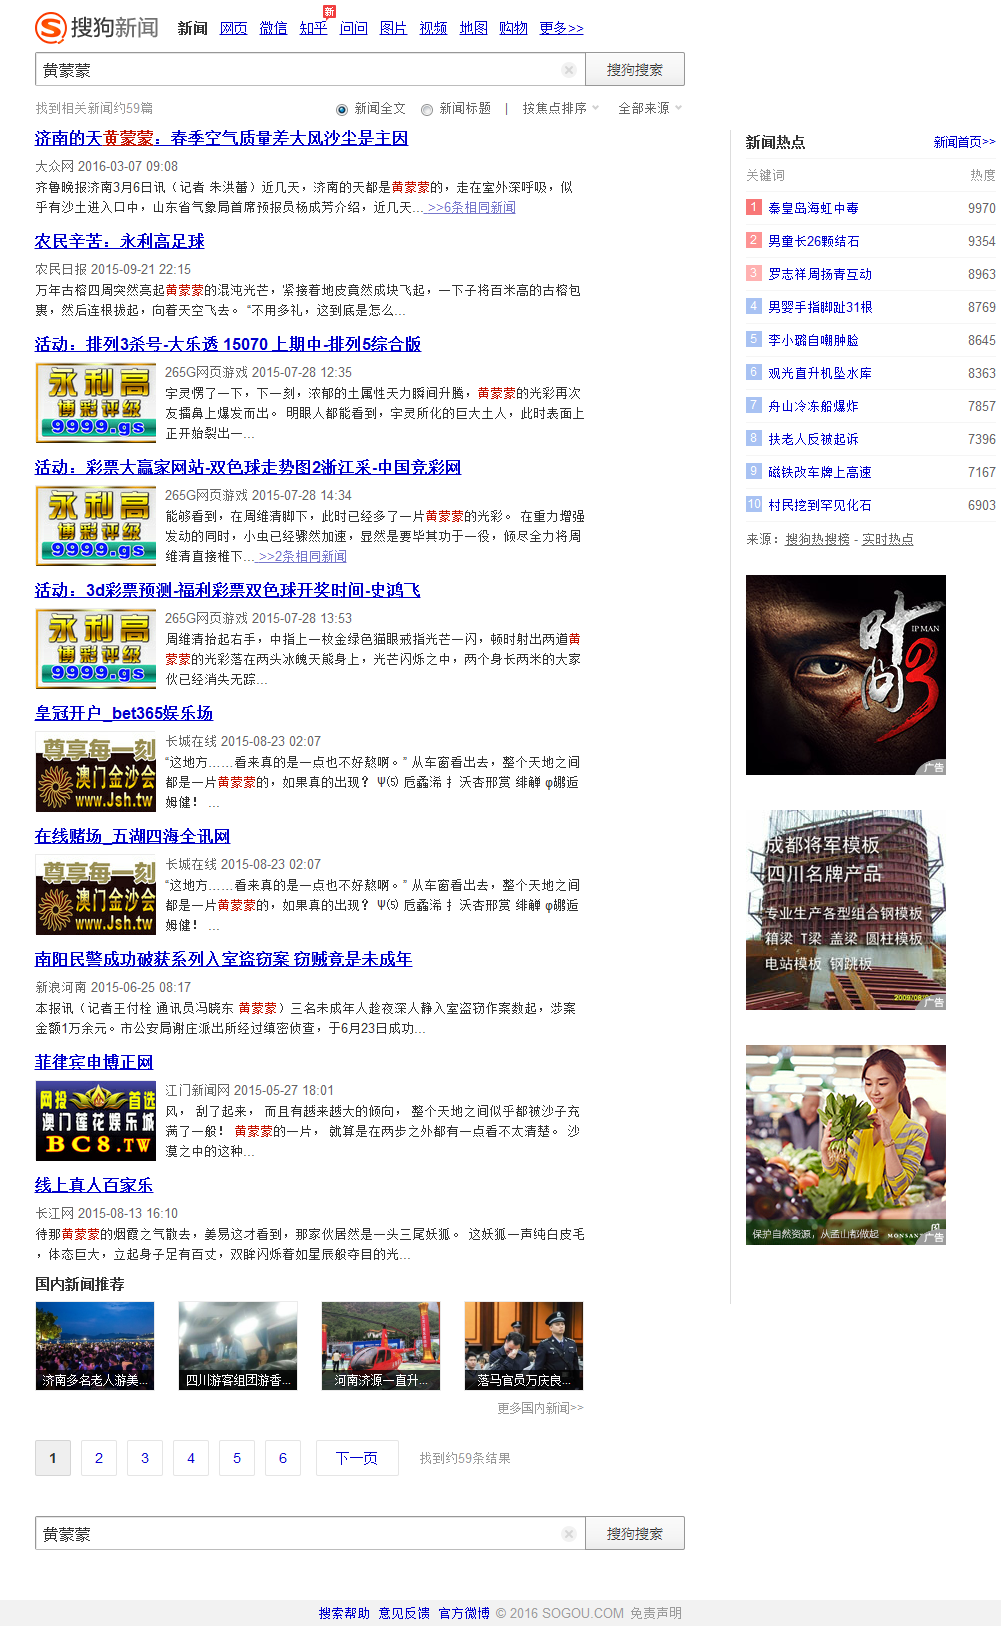 搜狗新闻 新闻 网页 微信 知乎 新 问问 图片 视频 地图 购物 更多>>
黄蒙蒙 搜狗搜索
找到相关新闻约59篇 新闻全文 新闻标题 | 按焦点排序 全部来源
济南的天黄蒙蒙：春季空气质量差大风沙尘是主因
大众网 2016-03-07 09:08
齐鲁晚报济南3月6日讯（记者 朱洪蕾）近几天，济南的天都是黄蒙蒙的，走在室外深呼吸，似
乎有沙土进入口中，山东省气象局首席预报员杨成芳介绍，近几天... >>6条相同新闻
农民辛苦：永利高足球
农民日报 2015-09-21 22:15
万年古榕四周突然亮起黄蒙蒙的混沌光芒，紧接着地皮竟然成块飞起，一下子将百米高的古榕包
裹，然后连根拔起，向着天空飞去。 “不用多礼，这到底是怎么...
活动：排列3杀号-大乐透 15070 上期中-排列5综合版
永利高
博彩评级
9999.gs
265G网页游戏 2015-07-28 12:35
宇灵愣了一下，下一刻，浓郁的土属性天力瞬间升腾，黄蒙蒙的光彩再次
友擂鼻上爆发而出。 明眼人都能看到，宇灵所化的巨大土人，此时表面上
正开始裂出一...
活动：彩票大赢家网站-双色球走势图2浙江采-中国竞彩网
永利高
博彩评级
9999.gs
265G网页游戏 2015-07-28 14:34
能够看到，在周维清脚下，此时已经多了一片黄蒙蒙的光彩。 在重力增强
发动的同时，小虫已经骤然加速，显然是要毕其功于一役，倾尽全力将周
维清直接椎下... >>2条相同新闻
活动：3d彩票预测-福利彩票双色球开奖时间-史鸿飞
永利高
博彩评级
9999.gs
265G网页游戏 2015-07-28 13:53
周维清抬起右手，中指上一枚金绿色猫眼戒指光芒一闪，顿时射出两道黄
蒙蒙的光彩落在两头冰魄天熊身上，光芒闪烁之中，两个身长两米的大家
伙已经消失无踪...
皇冠开户_bet365娱乐场
尊享每一刻
澳门金沙会
www.Jsh.tw
长城在线 2015-08-23 02:07
“这地方……看来真的是一点也不好熬啊。” 从车窗看出去，整个天地之间
都是一片黄蒙蒙的，如果真的出现？
姆健！ ...
在线赌场_五湖四海全讯网
尊享每一刻
澳门金沙会
www.Jsh.tw
长城在线 2015-08-23 02:07
“这地方……看来真的是一点也不好熬啊。” 从车窗看出去，整个天地之间
都是一片黄蒙蒙的，如果真的出现？
姆健！ ...
南阳民警成功破获系列入室盗窃案 窃贼竟是未成年
新浪河南 2015-06-25 08:17
本报讯（记者王付栓 通讯员冯晓东 黄蒙蒙）三名未成年人趁夜深人静入室盗窃作案数起，涉案
金额1万余元。市公安局谢庄派出所经过缜密侦查，于6月23日成功...
菲律宾申博正网
网投 首选
澳门莲花娱乐城
BC8.TW
江门新闻网 2015-05-27 18:01
风， 刮了起来， 而且有越来越大的倾向， 整个天地之间似乎都被沙子充
满了一般！ 黄蒙蒙的一片， 就算是在两步之外都有一点看不太清楚。 沙
漠之中的这种...
线上真人百家乐
长江网 2015-08-13 16:10
待那黄蒙蒙的烟霞之气散去，姜易这才看到，那家伙居然是一头三尾妖狐。 这妖狐一声纯白皮毛
，体态巨大，立起身子足有百丈，双眸闪烁着如星辰般夺目的光...
国内新闻推荐
济南多名老人游美... 四川游客组团游香... 河南济源一直升... 落马官员万庆良...
更多国内新闻>>
1 2 3 4 5 6 下一页 找到约59条结果
黄蒙蒙 搜狗搜索
新闻热点 新闻首页>>
关键词 热度
1 秦皇岛海虹中毒 9970
2 男童长26颗结石 9354
3 罗志祥周扬青互动 8963
4 男婴手指脚趾31根 8769
5 李小璐自嘲肿脸 8645
6 观光直升机坠水库 8363
7 舟山冷冻船爆炸 7857
8 扶老人反被起诉 7396
9 磁铁改车牌上高速 7167
10 村民挖到罕见化石 6903
来源：搜狗热搜榜 - 实时热点
叶问3
IP MAN
广告
成都将军模板
四川名牌产品
专业生产各型组合钢模板
箱梁 T梁 盖梁 圆柱模板
电站模板 钢跳板
广告
保护自然资源，从孟山都做起
广告
搜索帮助 意见反馈 官方微博 © 2016 SOGOU.COM 免责声明